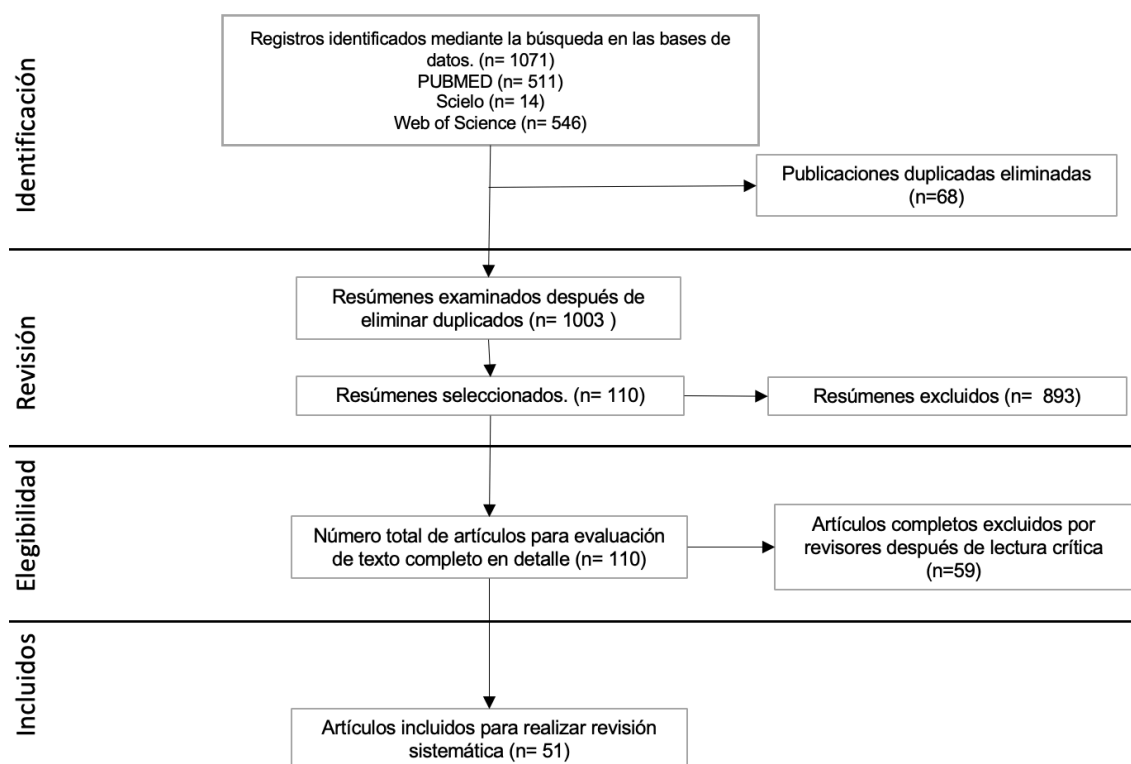 Identificación
Registros identificados mediante la búsqueda en las bases de
datos. (n= 1071)
PUBMED (n= 511)
Scielo (n= 14)
Web of Science (n= 546)
Publicaciones duplicadas eliminadas
(n=68)
Revisión
Resúmenes examinados después de
eliminar duplicados (n= 1003 )
Resúmenes seleccionados. (n= 110)
Resúmenes excluidos (n= 893)
Elegibilidad
Número total de artículos para evaluación
de texto completo en detalle (n= 110)
Artículos completos excluidos por
revisores después de lectura crítica
(n=59)
Incluidos
Artículos incluidos para realizar revisión
sistemática (n= 51)